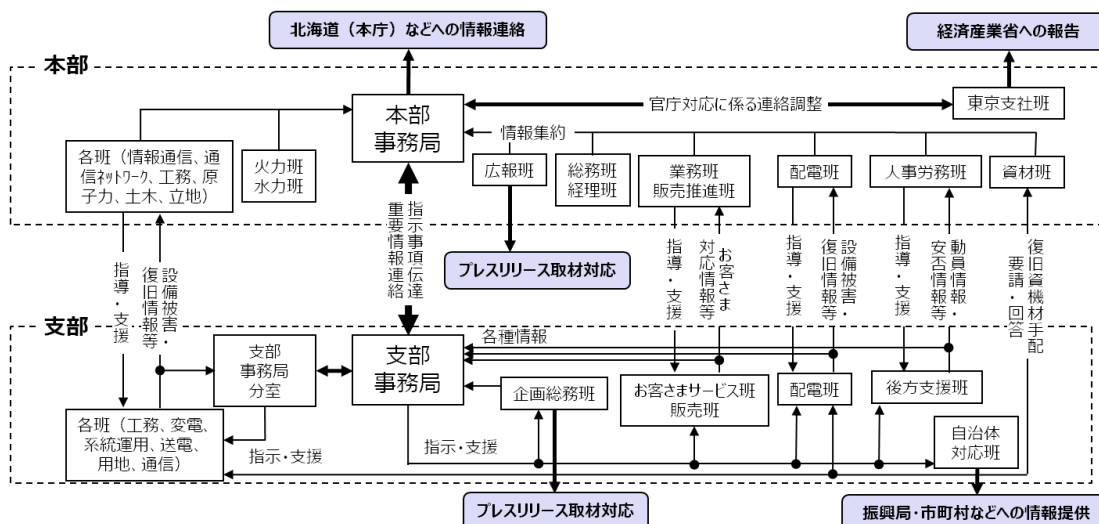 北海道（本庁）などへの情報連絡
経済産業省への報告
本部
本部
事務局
官庁対応に係る連絡調整
東京支社班
情報集約
各班（情報通信、通
信ネットワーク、工務、原
子力、土木、立地）
火力班
水力班
広報班
総務班
経理班
業務班
販売推進班
配電班
人事労務班
資材班
指示事項伝達
重要情報連絡
プレスリリース取材対応
指導・支援
設備被害・
復旧情報等
指導・支援
お客さま
対応情報等
指導・支援
設備被害・
復旧情報等
指導・支援
動員情報・
安否情報等
復旧資機材手配
要請・回答
支部
支部
事務局
分室
支部
事務局
各種情報
企画総務班
お客さまサービス班
販売班
配電班
後方支援班
各班（工務、変電、
系統運用、送電、
用地、通信）
指示・支援
指示・支援
自治体
対応班
プレスリリース取材対応
振興局・市町村などへの情報提供